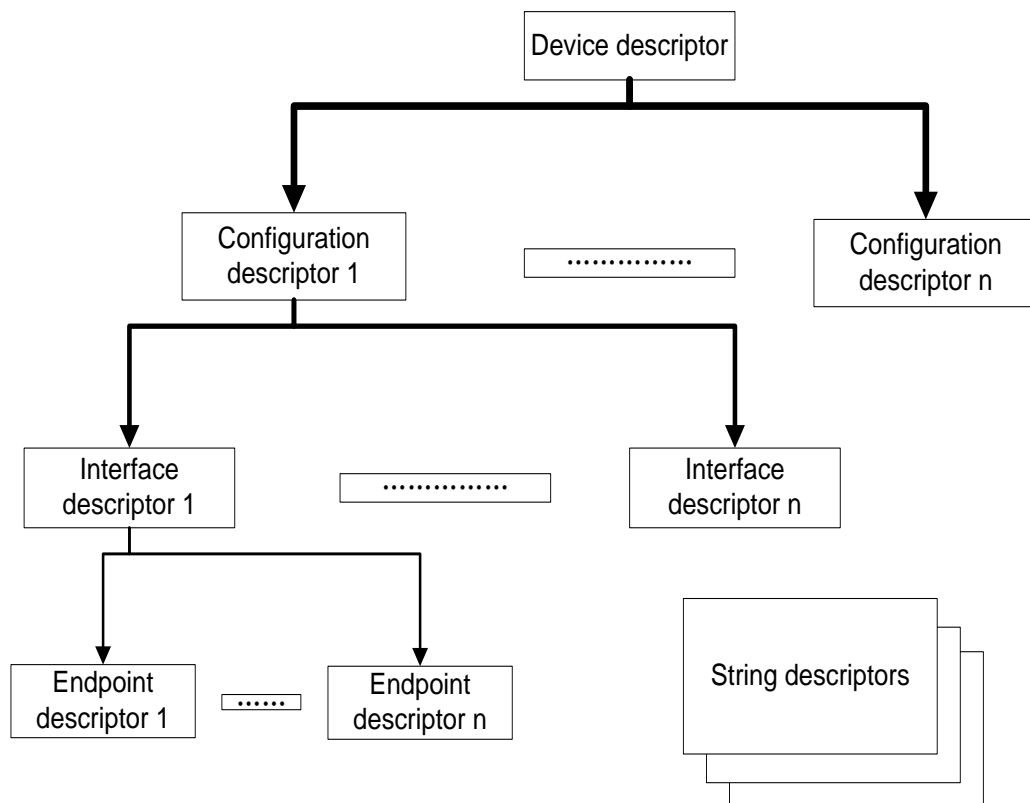 Device descriptor
Configuration
descriptor 1
……………
Configuration
descriptor n
Interface
descriptor 1
……………
Interface
descriptor n
Endpoint
descriptor 1
……
Endpoint
descriptor n
String descriptors